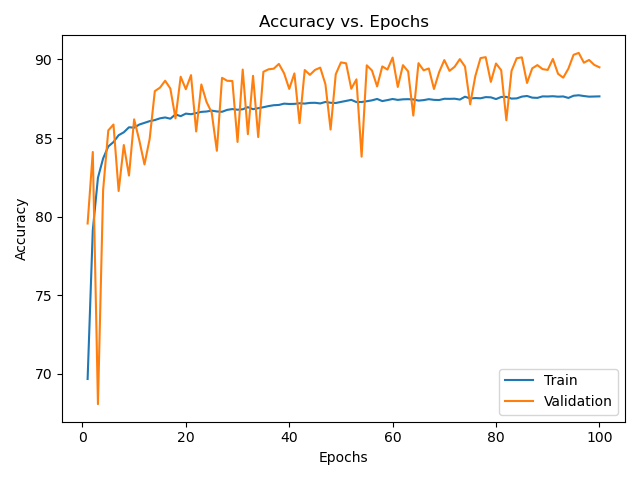 Accuracy vs. Epochs
Accuracy
90
85
80
75
70
0 20 40 60 80 100
Epochs
Train
Validation